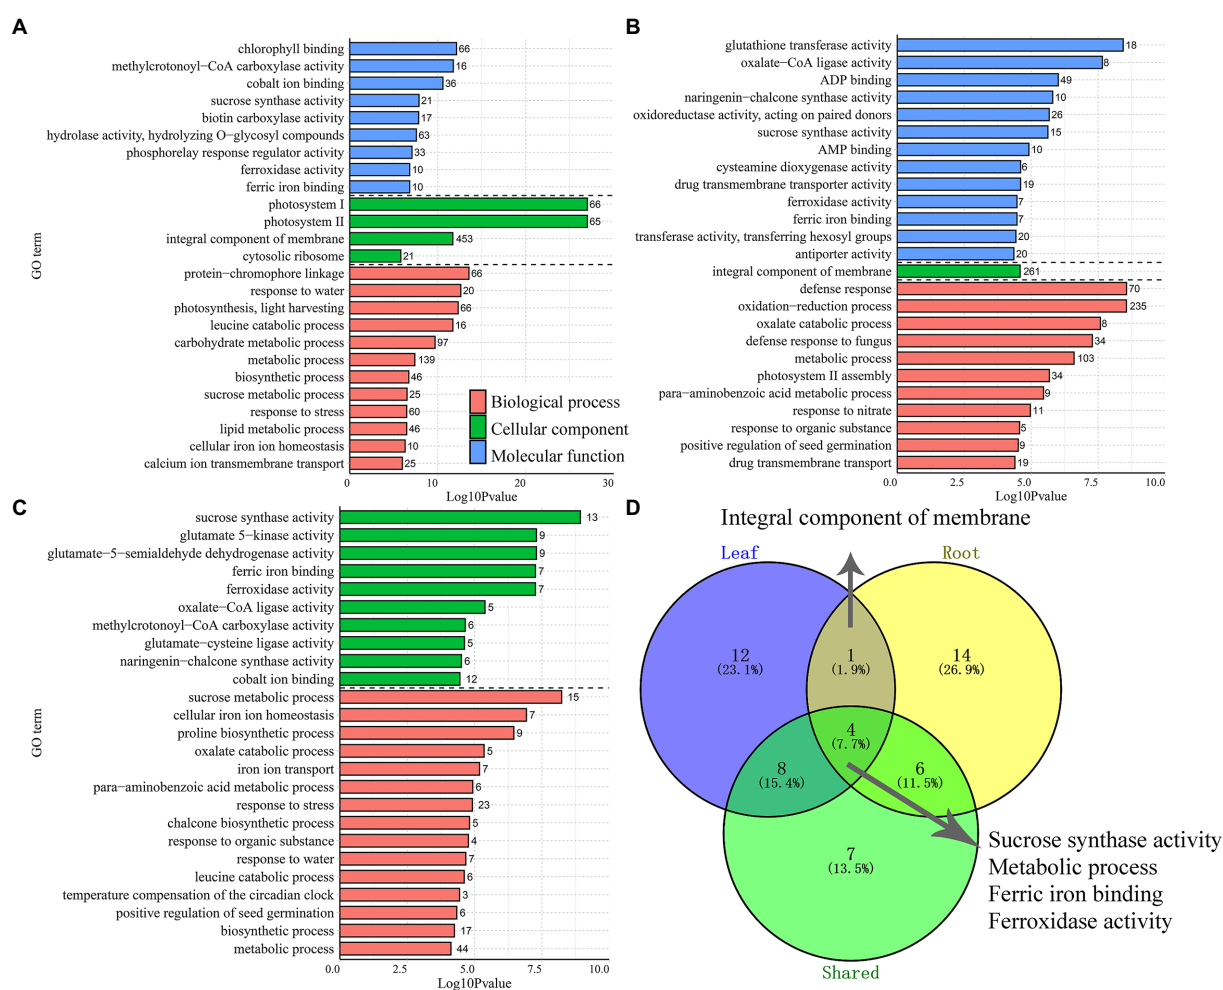 A
chlorophyll binding 66
methylcrotonoyl−CoA carboxylase activity 16
cobalt ion binding 36
sucrose synthase activity 21
biotin carboxylase activity 17
hydrolase activity, hydrolyzing O−glycosyl compounds 63
phosphorelay response regulator activity 33
ferroxidase activity 10
ferric iron binding 10
photosystem I 66
photosystem II 65
integral component of membrane 453
cytosolic ribosome 21
protein−chromophore linkage 66
response to water 20
photosynthesis, light harvesting 66
leucine catabolic process 16
carbohydrate metabolic process 97
metabolic process 139
biosynthetic process 46
sucrose metabolic process 25
response to stress 60
lipid metabolic process 46
cellular iron ion homeostasis 10
calcium ion transmembrane transport 25
GO term
Biological process
Cellular component
Molecular function
0 10 20 30
Log10Pvalue
B
glutathione transferase activity 18
oxalate−CoA ligase activity 8
ADP binding 49
naringenin−chalcone synthase activity 10
oxidoreductase activity, acting on paired donors 26
sucrose synthase activity 15
AMP binding 10
cysteamine dioxygenase activity 6
drug transmembrane transporter activity 19
ferroxidase activity 7
ferric iron binding 7
transferase activity, transferring hexosyl groups 20
antiporter activity 20
integral component of membrane 261
defense response 70
oxidation−reduction process 235
oxalate catabolic process 8
defense response to fungus 34
metabolic process 103
photosystem II assembly 34
para−aminobenzoic acid metabolic process 9
response to nitrate 11
response to organic substance 5
positive regulation of seed germination 9
drug transmembrane transport 19
0.0 2.5 5.0 7.5 10.0
Log10Pvalue
C
sucrose synthase activity 13
glutamate 5−kinase activity 9
glutamate−5−semialdehyde dehydrogenase activity 9
ferric iron binding 7
ferroxidase activity 7
oxalate−CoA ligase activity 5
methylcrotonoyl−CoA carboxylase activity 6
glutamate−cysteine ligase activity 5
naringenin−chalcone synthase activity 6
cobalt ion binding 12
sucrose metabolic process 15
cellular iron ion homeostasis 7
proline biosynthetic process 9
oxalate catabolic process 5
iron ion transport 7
para−aminobenzoic acid metabolic process 6
response to stress 23
chalcone biosynthetic process 5
response to organic substance 4
response to water 7
leucine catabolic process 6
temperature compensation of the circadian clock 3
positive regulation of seed germination 6
biosynthetic process 17
metabolic process 44
GO term
0.0 2.5 5.0 7.5 10.0
Log10Pvalue
D
Integral component of membrane
Leaf Root
12 1 14
(23.1%) (1.9%) (26.9%)
4
(7.7%)
8 6
(15.4%) (11.5%)
7
(13.5%)
Sucrose synthase activity
Metabolic process
Ferric iron binding
Ferroxidase activity
Shared